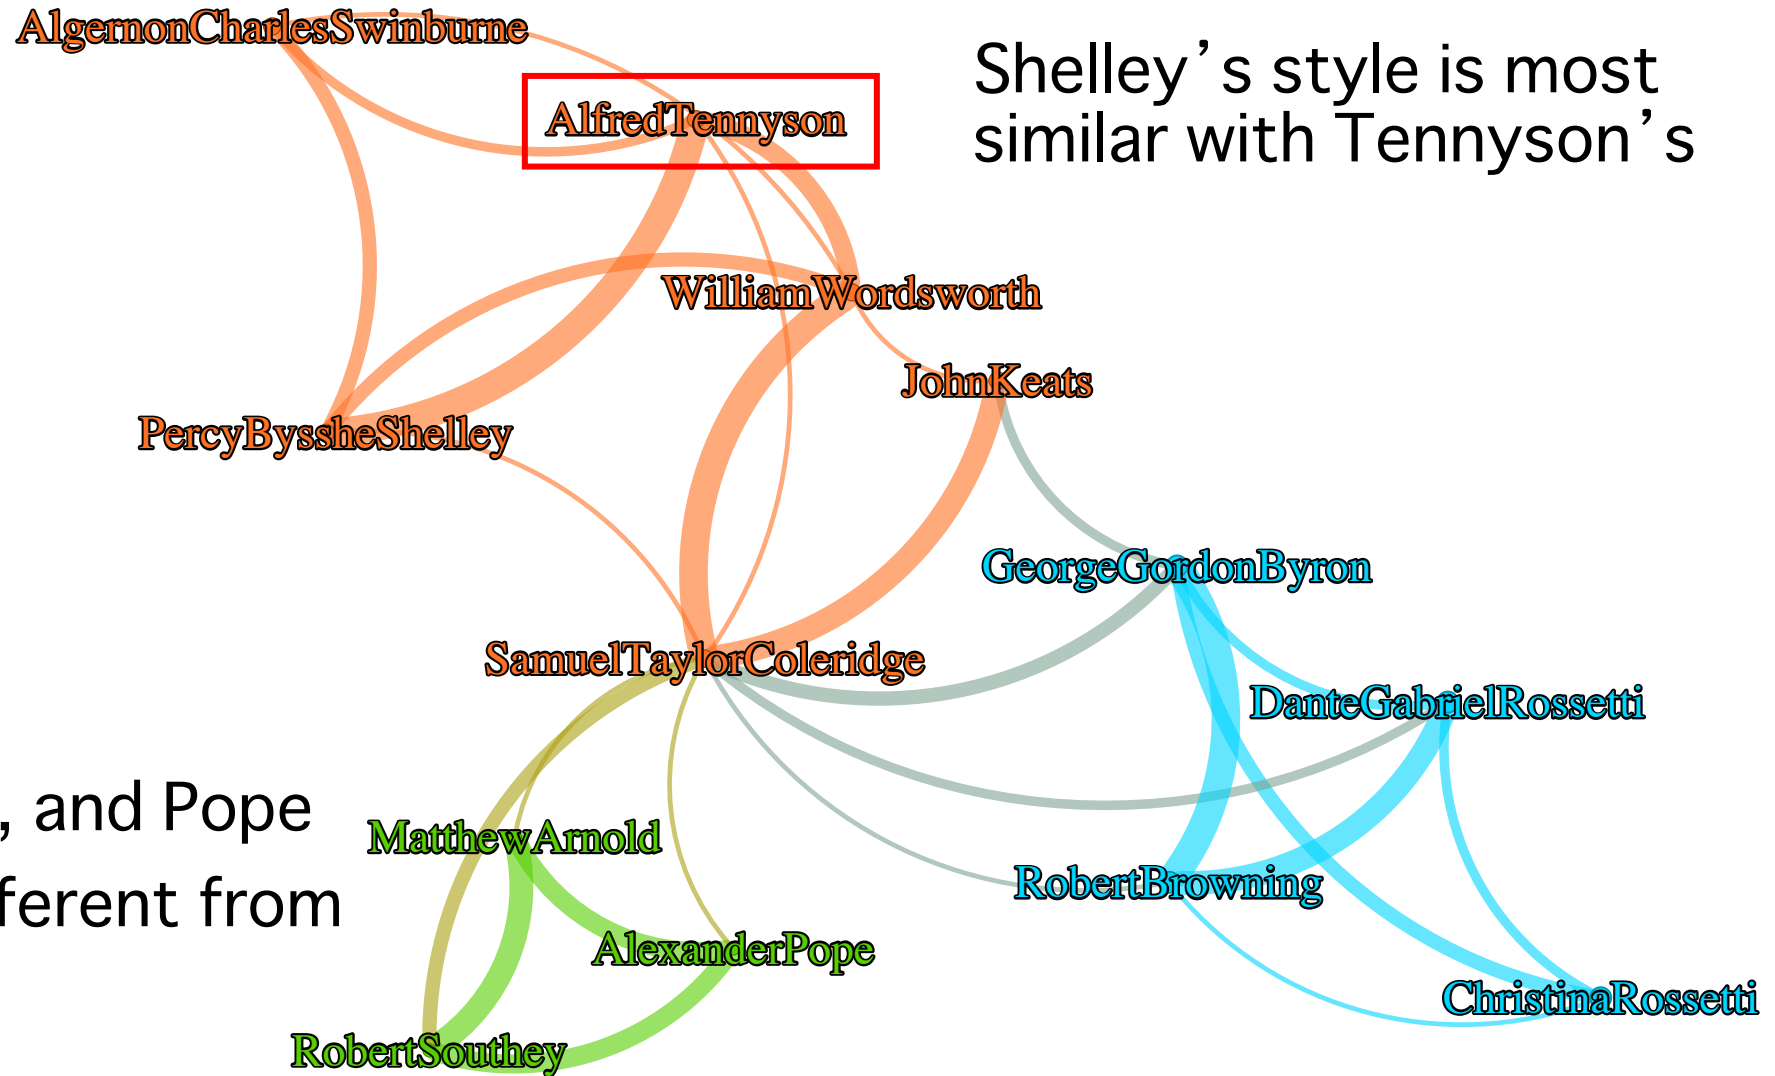 AlgernonCharlesSwinburne
Shelley’s style is most
similar with Tennyson’s
AlfredTennyson
WilliamWordsworth
JohnKeats
PercyByssheShelley
GeorgeGordonByron
SamuelTaylorColeridge
DanteGabrielRossetti
, and Pope
MatthewArnold
RobertBrowning
ferent from
AlexanderPope
ChristinaRossetti
RobertSouthey